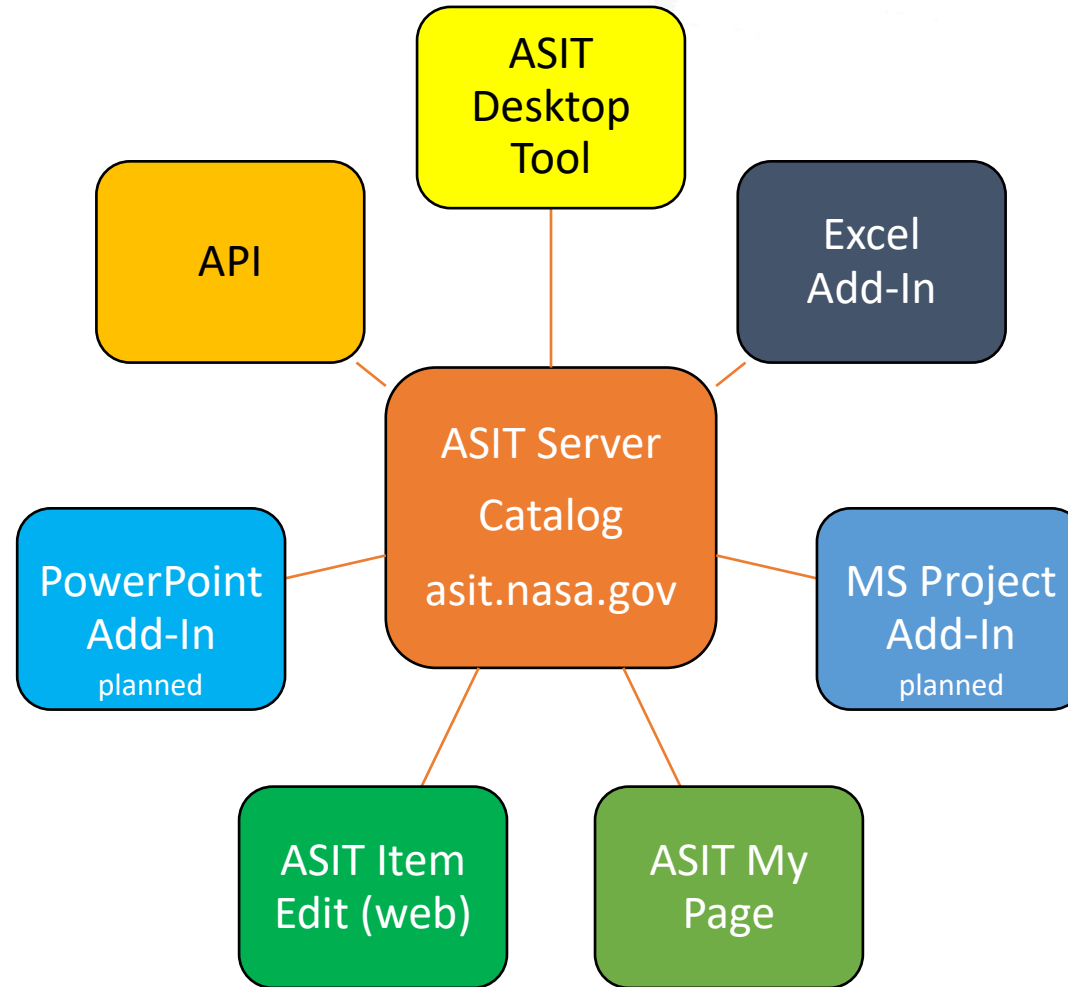 ASIT
Desktop
Tool
API
Excel
Add-In
ASIT Server
Catalog
asit.nasa.gov
PowerPoint
Add-In
planned
MS Project
Add-In
planned
ASIT Item
Edit (web)
ASIT My
Page